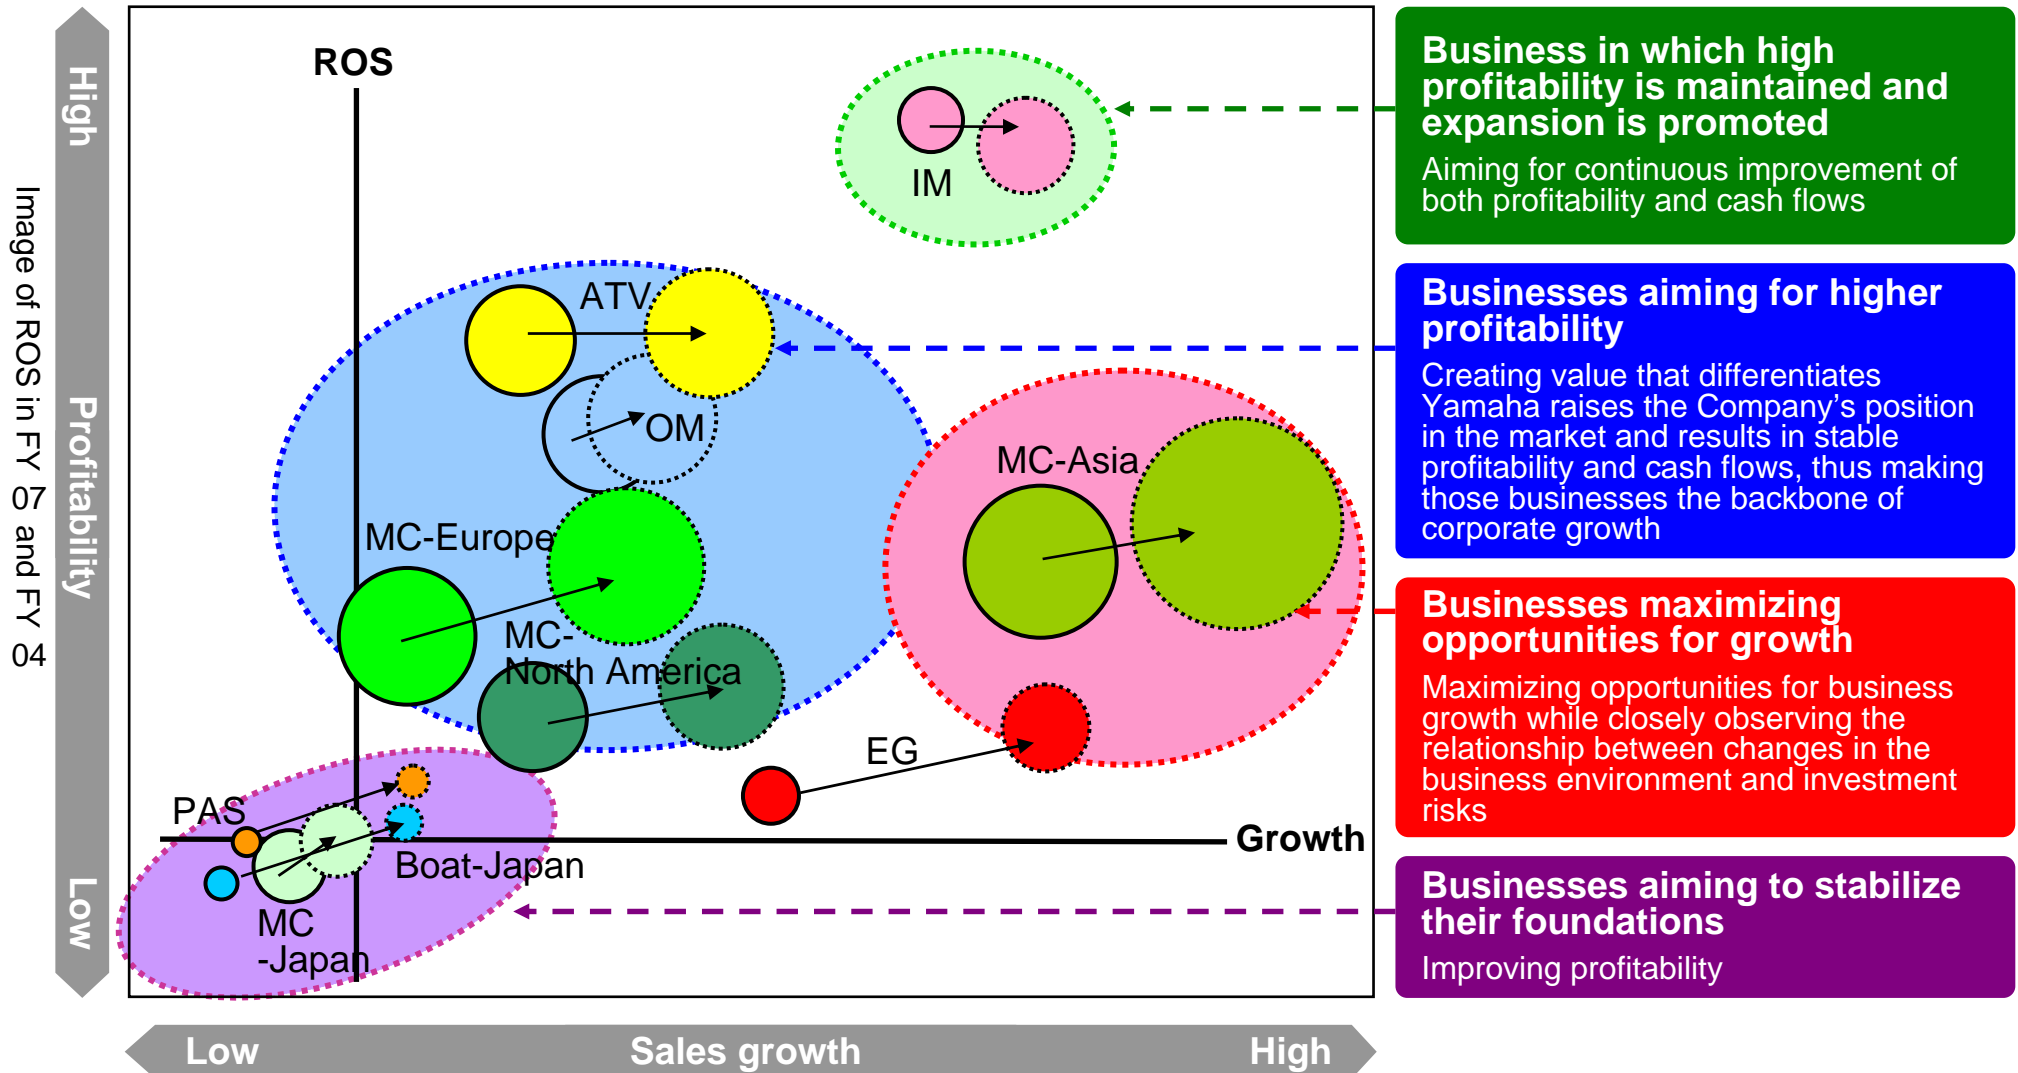 High
Profitability
Low
Image of ROS in FY 07 and FY 04
ROS
IM
ATV
OM
MC-Asia
MC-Europe
MC-
North America
EG
PAS
Growth
Boat-Japan
MC
-Japan
Low
Sales growth
High
Business in which high
profitability is maintained and
expansion is promoted
Aiming for continuous improvement of
both profitability and cash flows
Businesses aiming for higher
profitability
Creating value that differentiates
Yamaha raises the Company's position
in the market and results in stable
profitability and cash flows, thus making
those businesses the backbone of
corporate growth
Businesses maximizing
opportunities for growth
Maximizing opportunities for business
growth while closely observing the
relationship between changes in the
business environment and investment
risks
Businesses aiming to stabilize
their foundations
Improving profitability